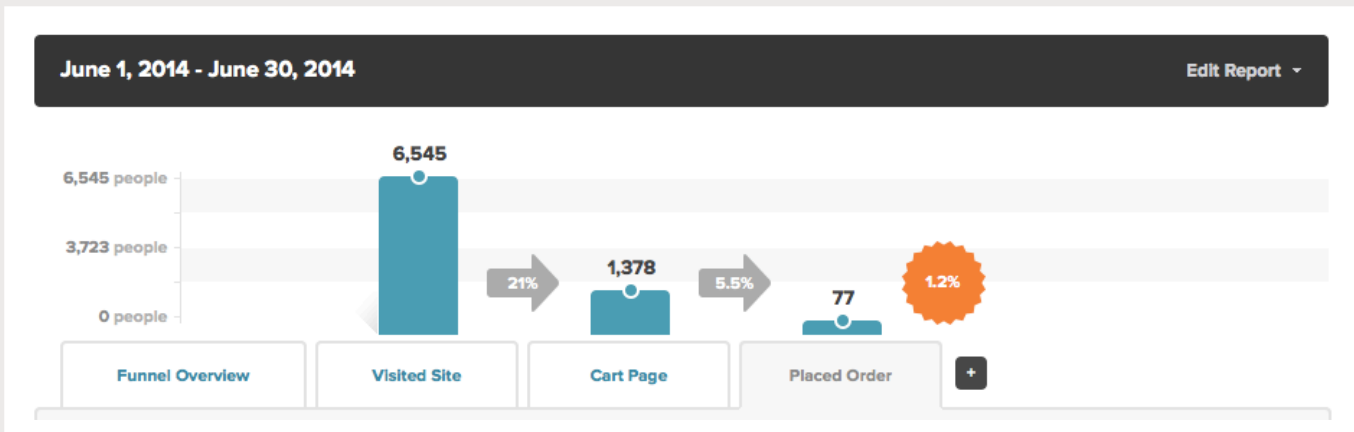 June 1, 2014 - June 30, 2014
Edit Report
6,545
6,545 people
3,723 people
0 people
21%
1,378
5.5%
77
1.2%
Funnel Overview
Visited Site
Cart Page
Placed Order
+